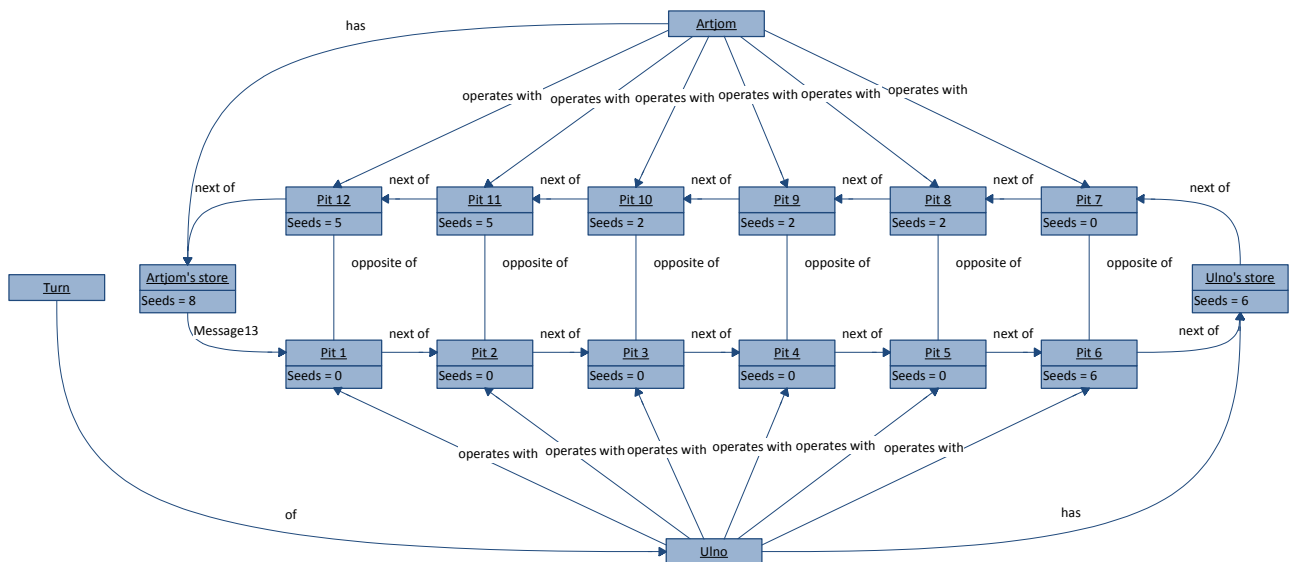 Artjom
has
operates with
operates with
operates with
operates with
operates with
operates with
next of
Pit 12
Seeds = 5
next of
Pit 11
Seeds = 5
next of
Pit 10
Seeds = 2
next of
Pit 9
Seeds = 2
next of
Pit 8
Seeds = 2
next of
Pit 7
Seeds = 0
next of
opposite of
opposite of
opposite of
opposite of
opposite of
opposite of
Turn
Artjom's store
Seeds = 8
Ulno's store
Seeds = 6
Message13
Pit 1
Seeds = 0
next of
Pit 2
Seeds = 0
next of
Pit 3
Seeds = 0
next of
Pit 4
Seeds = 0
next of
Pit 5
Seeds = 0
next of
Pit 6
Seeds = 6
next of
operates with
operates with
operates with
operates with
operates with
operates with
of
has
Ulno